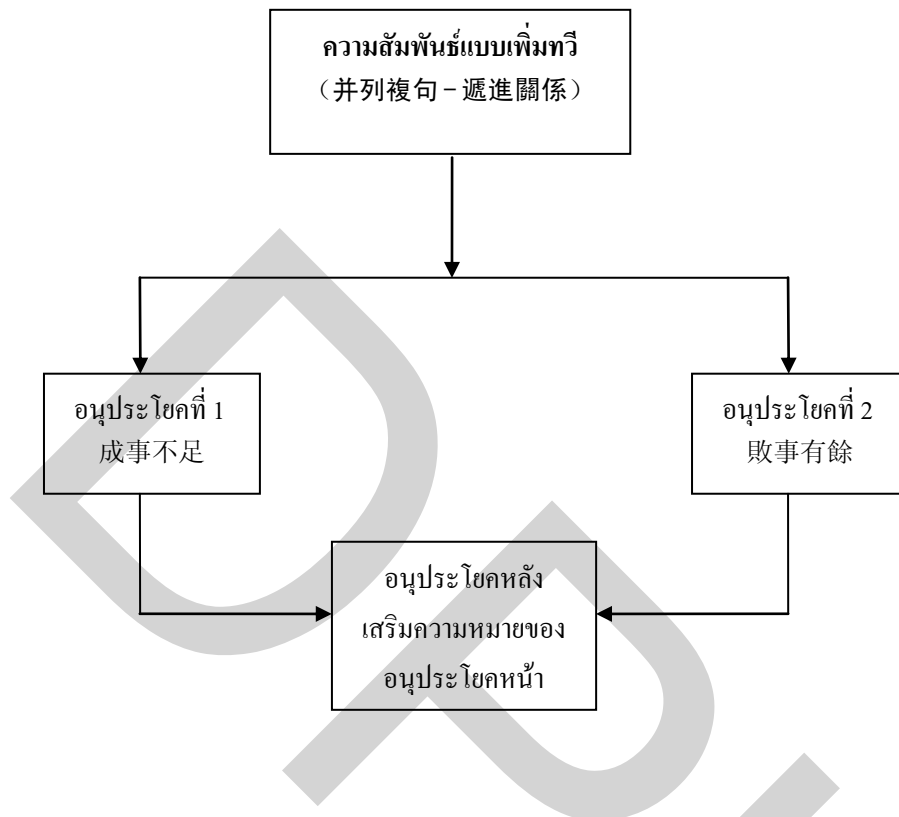 ความสัมพันธ์แบบเพิ่มทวี
（并列複句－遞進關係）
อนุประโยคที่ 1
成事不足
อนุประโยคที่ 2
敗事有餘
อนุประโยคหลัง
เสริมความหมายของ
อนุประโยคหน้า